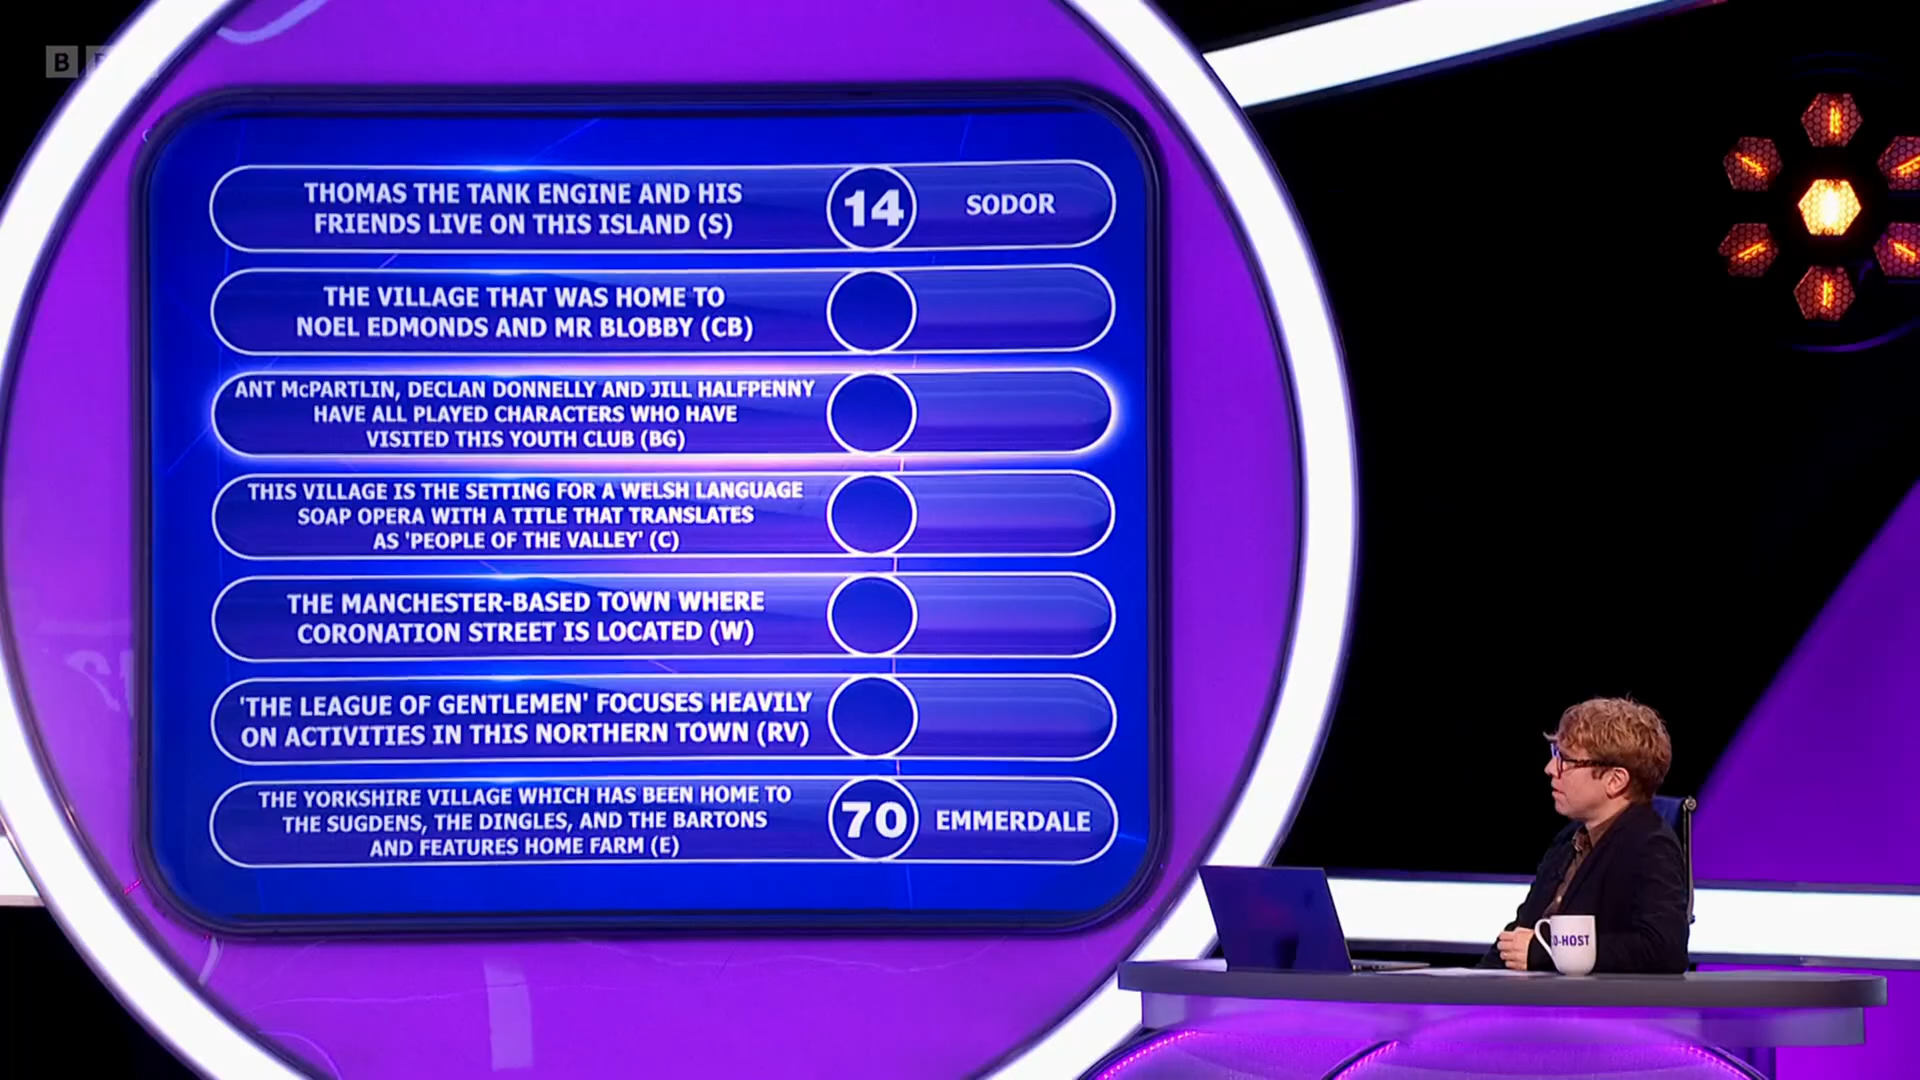 B B
THOMAS THE TANK ENGINE AND HIS
FRIENDS LIVE ON THIS ISLAND (S)
14
SODOR
THE VILLAGE THAT WAS HOME TO
NOEL EDMONDS AND MR BLOBBY (CB)
ANT McPARTLIN, DECLAN DONNELLY AND JILL HALFPENNY
HAVE ALL PLAYED CHARACTERS WHO HAVE
VISITED THIS YOUTH CLUB (BG)
THIS VILLAGE IS THE SETTING FOR A WELSH LANGUAGE
SOAP OPERA WITH A TITLE THAT TRANSLATES
AS 'PEOPLE OF THE VALLEY' (C)
THE MANCHESTER-BASED TOWN WHERE
CORONATION STREET IS LOCATED (W)
'THE LEAGUE OF GENTLEMEN' FOCUSES HEAVILY
ON ACTIVITIES IN THIS NORTHERN TOWN (RV)
THE YORKSHIRE VILLAGE WHICH HAS BEEN HOME TO
THE SUGDENS, THE DINGLES, AND THE BARTONS
AND FEATURES HOME FARM (E)
70
EMMERDALE
O-HOST